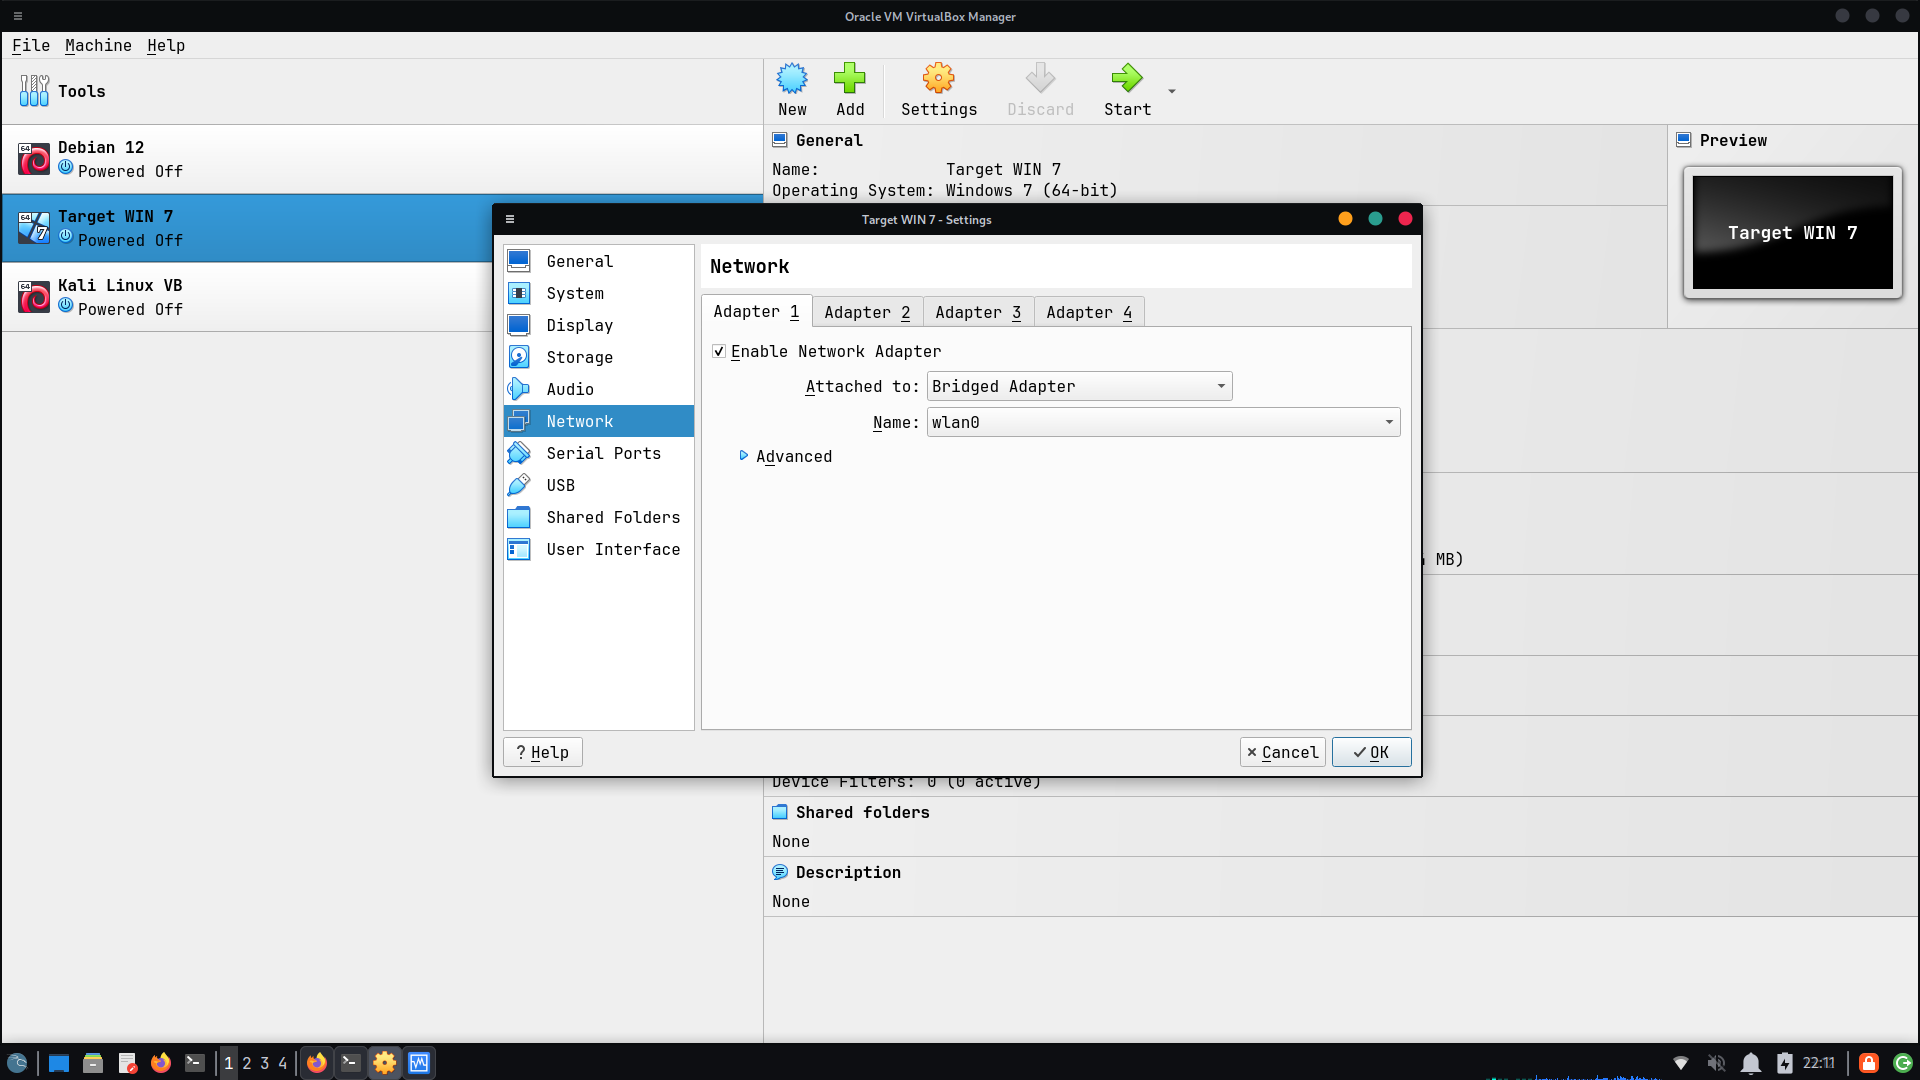 Oracle VM VirtualBox Manager
File Machine Help
Tools
New Add Settings Discard Start
64 Debian 12
Powered Off
64 7 Target WIN 7
Powered Off
64 Kali Linux VB
Powered Off
General
Name: Target WIN 7
Operating System: Windows 7 (64-bit)
Preview
Target WIN 7
Target WIN 7 - Settings
General
System
Display
Storage
Audio
Network
Serial Ports
USB
Shared Folders
User Interface
Network
Adapter 1 Adapter 2 Adapter 3 Adapter 4
Enable Network Adapter
Attached to: Bridged Adapter
Name: wlan0
Advanced
? Help
Cancel OK
MB)
Device Filters: 0 (0 active)
Shared folders
None
Description
None
1 2 3 4
22:11